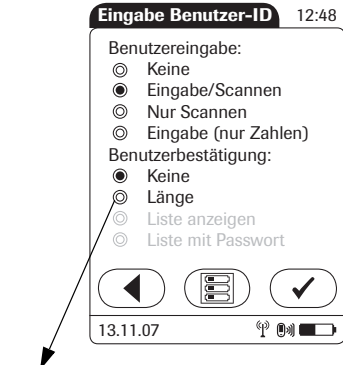 Eingabe Benutzer-ID 12:48
Benutzereingabe:
Keine
Eingabe/Scannen
Nur Scannen
Eingabe (nur Zahlen)
Benutzerbestätigung:
Keine
Länge
Liste anzeigen
Liste mit Passwort
13.11.07